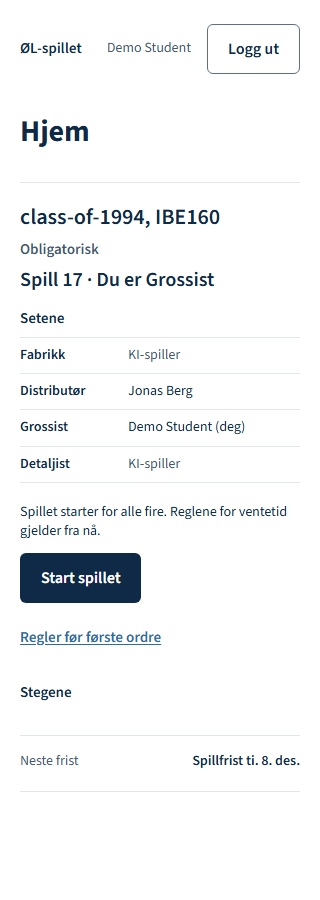 ØL-spillet Demo Student Logg ut
Hjem
class-of-1994, IBE160
Obligatorisk
Spill 17 · Du er Grossist
Setene
Fabrikk KI-spiller
Distributør Jonas Berg
Grossist Demo Student (deg)
Detaljist KI-spiller
Spillet starter for alle fire. Reglene for ventetid
gjelder fra nå.
Start spillet
Regler før første ordre
Stegene
Neste frist Spillfrist ti. 8. des.